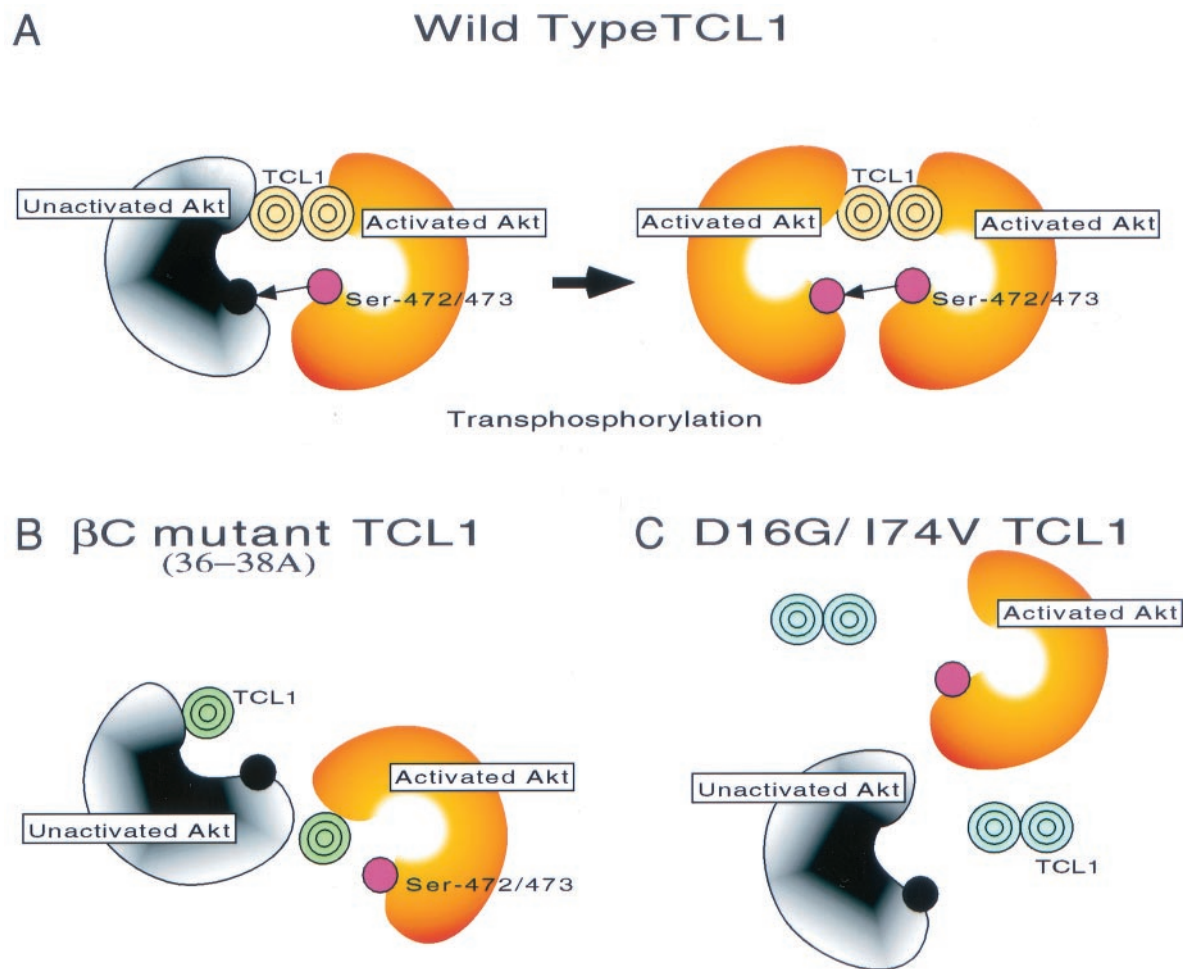 A
Wild TypeTCL1
TCL1
Unactivated Akt
Activated Akt
Ser-472/473
TCL1
Activated Akt
Activated Akt
Ser-472/473
Transphosphorylation
B βC mutant TCL1
(36–38A)
TCL1
Unactivated Akt
Activated Akt
Ser-472/473
C D16G/ I74V TCL1
Activated Akt
Unactivated Akt
TCL1